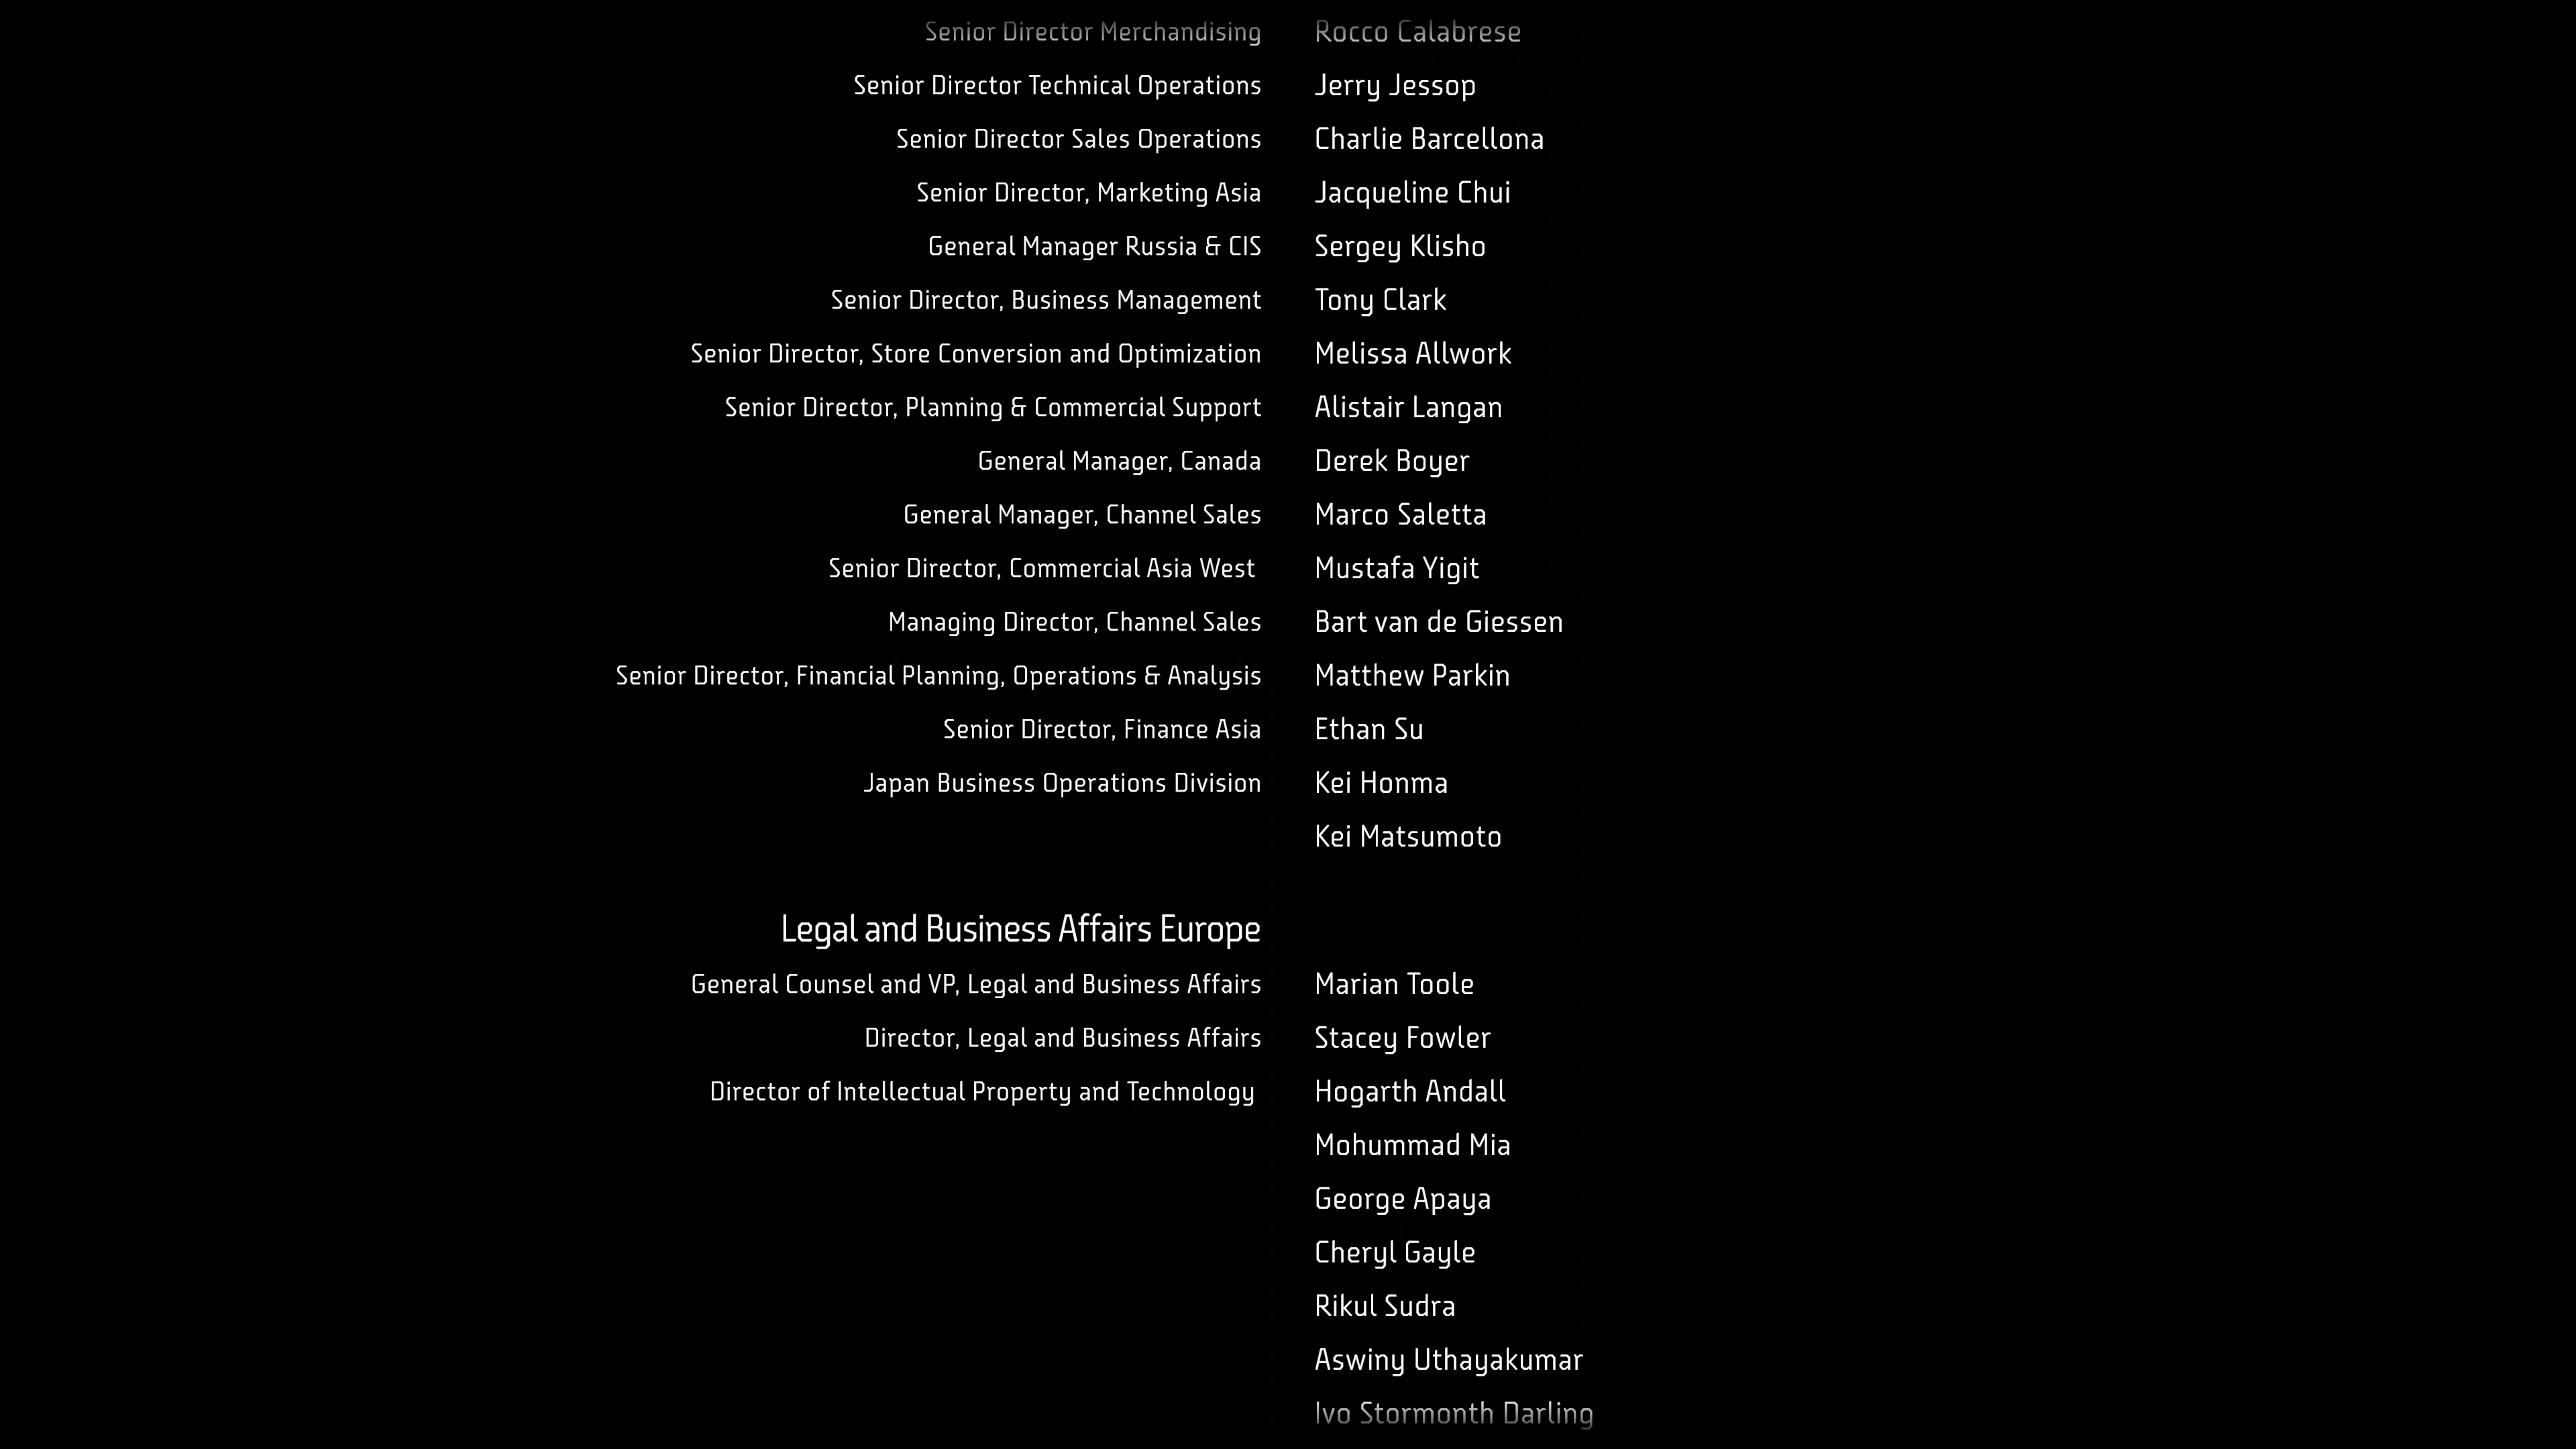 Senior Director Merchandising Rocco Calabrese
Senior Director Technical Operations Jerry Jessop
Senior Director Sales Operations Charlie Barcellona
Senior Director, Marketing Asia Jacqueline Chui
General Manager Russia & CIS Sergey Klisho
Senior Director, Business Management Tony Clark
Senior Director, Store Conversion and Optimization Melissa Allwork
Senior Director, Planning & Commercial Support Alistair Langan
General Manager, Canada Derek Boyer
General Manager, Channel Sales Marco Saletta
Senior Director, Commercial Asia West Mustafa Yigit
Managing Director, Channel Sales Bart van de Giessen
Senior Director, Financial Planning, Operations & Analysis Matthew Parkin
Senior Director, Finance Asia Ethan Su
Japan Business Operations Division Kei Honma
Kei Matsumoto
Legal and Business Affairs Europe
General Counsel and VP, Legal and Business Affairs Marian Toole
Director, Legal and Business Affairs Stacey Fowler
Director of Intellectual Property and Technology Hogarth Andall
Mohummad Mia
George Apaya
Cheryl Gayle
Rikul Sudra
Aswiny Uthayakumar
Ivo Stormonth Darling